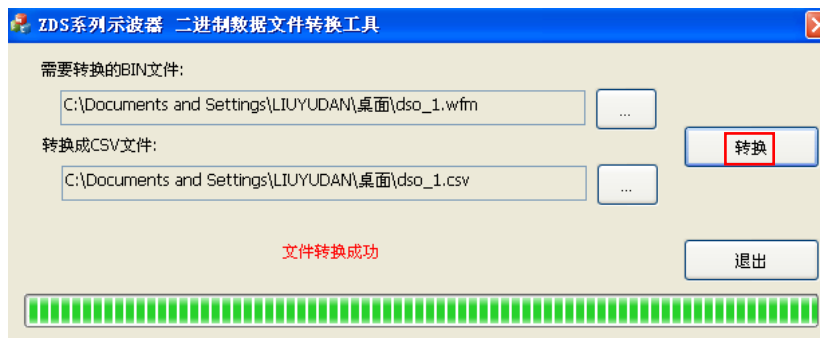 ZDS系列示波器 二进制数据文件转换工具
需要转换的BIN文件:
C:\Documents and Settings\LIUYUDAN\桌面\dso_1.wfm
...
转换成CSV文件:
转换
C:\Documents and Settings\LIUYUDAN\桌面\dso_1.csv
...
文件转换成功
退出